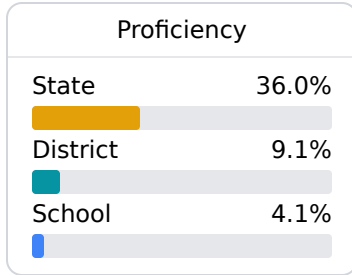 Proficiency
State 36.0%
District 9.1%
School 4.1%